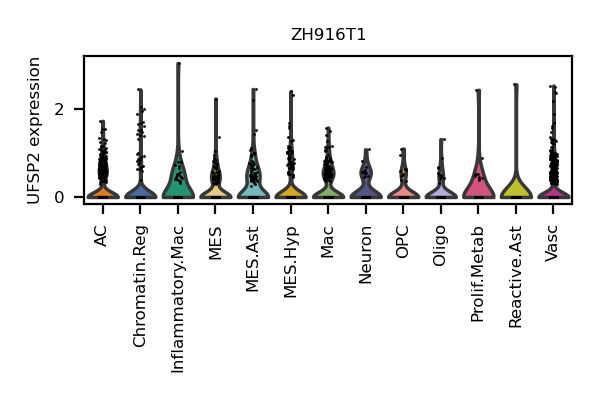 ZH916T1
UFSP2 expression
2
0
AC
Chromatin.Reg
Inflammatory.Mac
MES
MES.Ast
MES.Hyp
Mac
Neuron
OPC
Oligo
Prolif.Metab
Reactive.Ast
Vasc